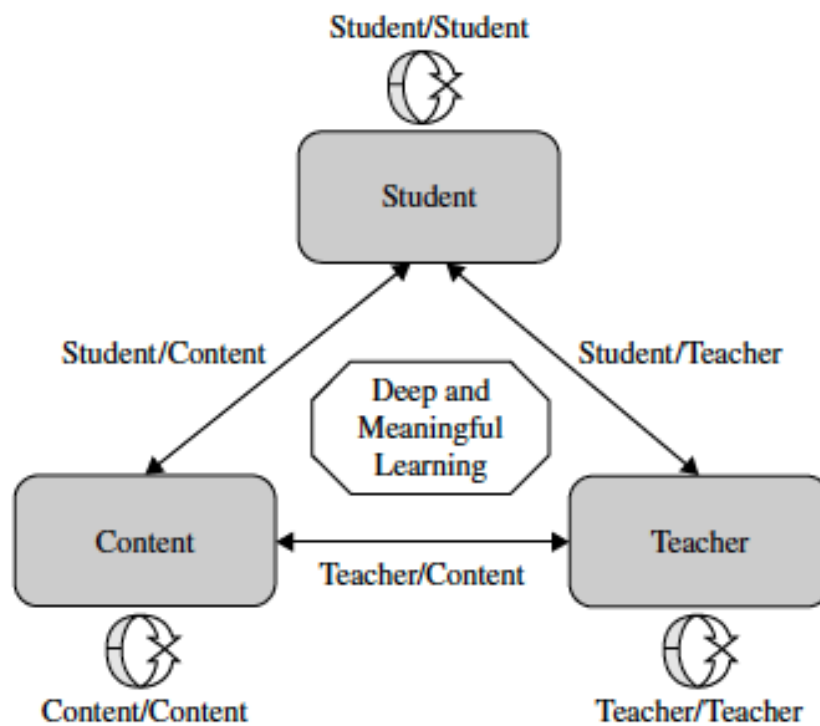 Student/Student
Student
Student/Content
Student/Teacher
Deep and
Meaningful
Learning
Content
Teacher
Teacher/Content
Content/Content
Teacher/Teacher